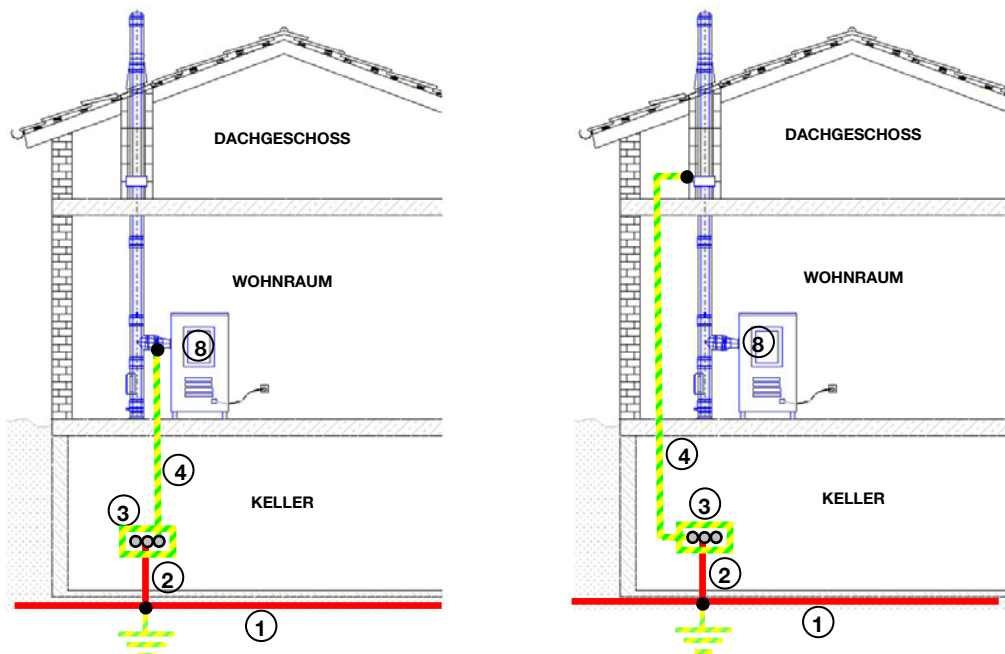 DACHGESCHOSS
WOHNRAUM
8
4
3
KELLER
2
1
DACHGESCHOSS
WOHNRAUM
8
4
3
KELLER
2
1